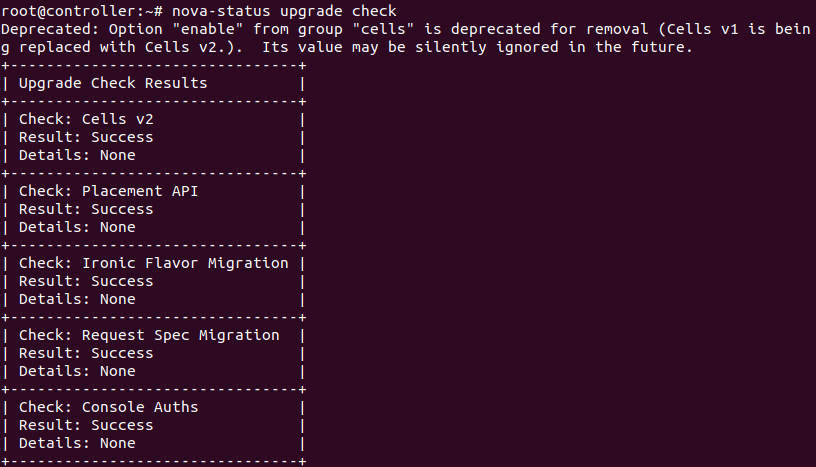 root@controller:~# nova-status upgrade check
Deprecated: Option "enable" from group "cells" is deprecated for removal (Cells v1 is bein
g replaced with Cells v2.).  Its value may be silently ignored in the future.
+--------------------------------+
| Upgrade Check Results          |
+--------------------------------+
| Check: Cells v2                |
| Result: Success                |
| Details: None                  |
+--------------------------------+
| Check: Placement API           |
| Result: Success                |
| Details: None                  |
+--------------------------------+
| Check: Ironic Flavor Migration |
| Result: Success                |
| Details: None                  |
+--------------------------------+
| Check: Request Spec Migration  |
| Result: Success                |
| Details: None                  |
+--------------------------------+
| Check: Console Auths           |
| Result: Success                |
| Details: None                  |
+--------------------------------+